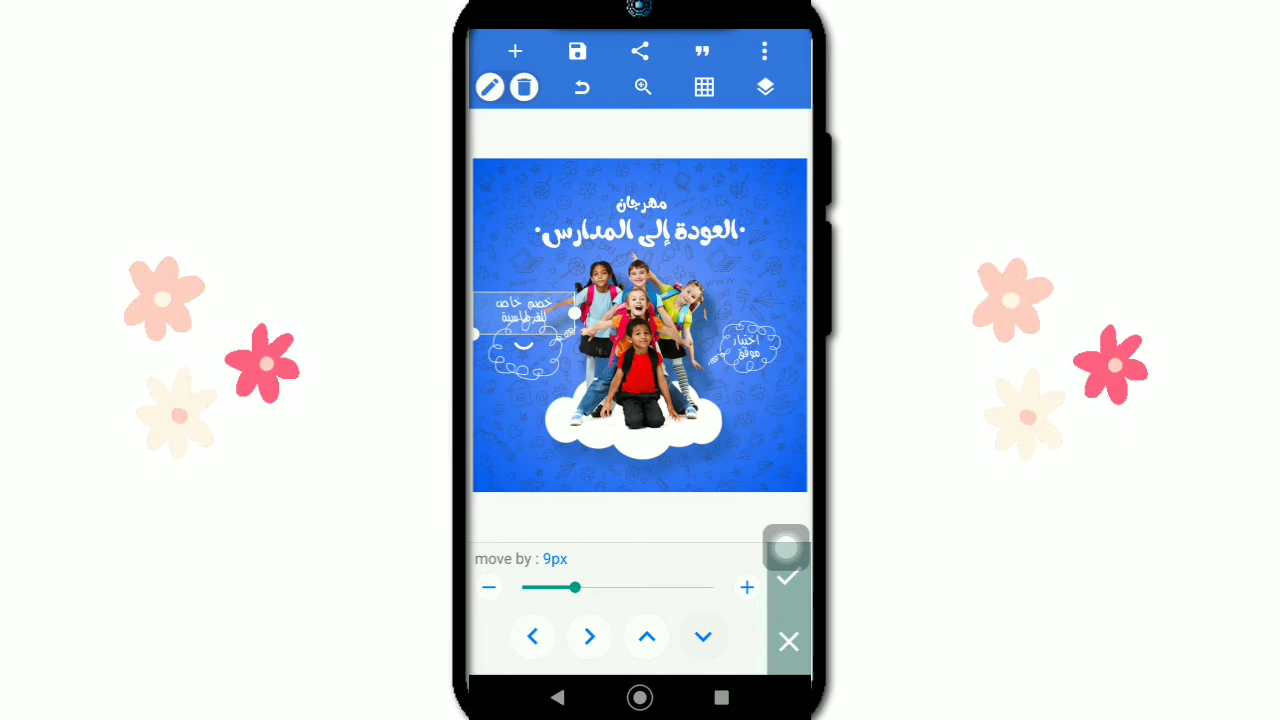 مهرجان
•العودة إلى المدارس•
خصم خاص
للقرطاسية
اختيار
موفق
move by : 9px